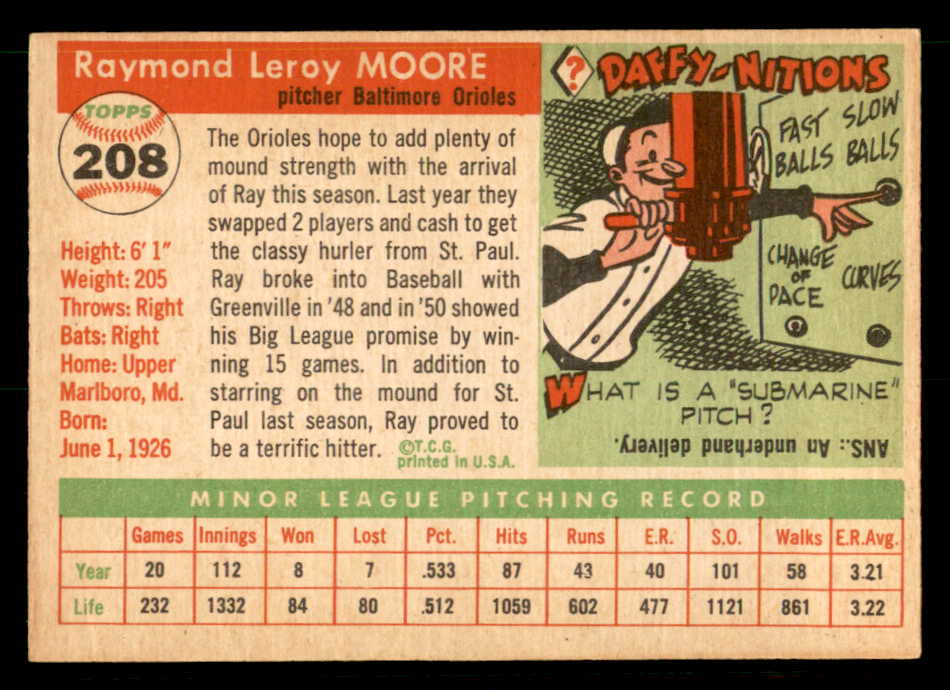 Raymond Leroy MOORE
pitcher Baltimore Orioles
TOPPS
208
Height: 6' 1"
Weight: 205
Throws: Right
Bats: Right
Home: Upper
Marlboro, Md.
Born:
June 1, 1926
The Orioles hope to add plenty of
mound strength with the arrival
of Ray this season. Last year they
swapped 2 players and cash to get
the classy hurler from St. Paul.
Ray broke into Baseball with
Greenville in '48 and in '50 showed
his Big League promise by win-
ning 15 games. In addition to
starring on the mound for St.
Paul last season, Ray proved to
be a terrific hitter.
©T.C.G.
printed in U.S.A.
? DAFFY-NITIONS
FAST BALLS
SLOW BALLS
CHANGE OF PACE
CURVES
WHAT IS A "SUBMARINE"
PITCH?
ANS.: An underhand delivery.
MINOR LEAGUE PITCHING RECORD
Games Innings Won Lost Pct. Hits Runs E.R. S.O. Walks E.R.Avg.
Year 20 112 8 7 .533 87 43 40 101 58 3.21
Life 232 1332 84 80 .512 1059 602 477 1121 861 3.22